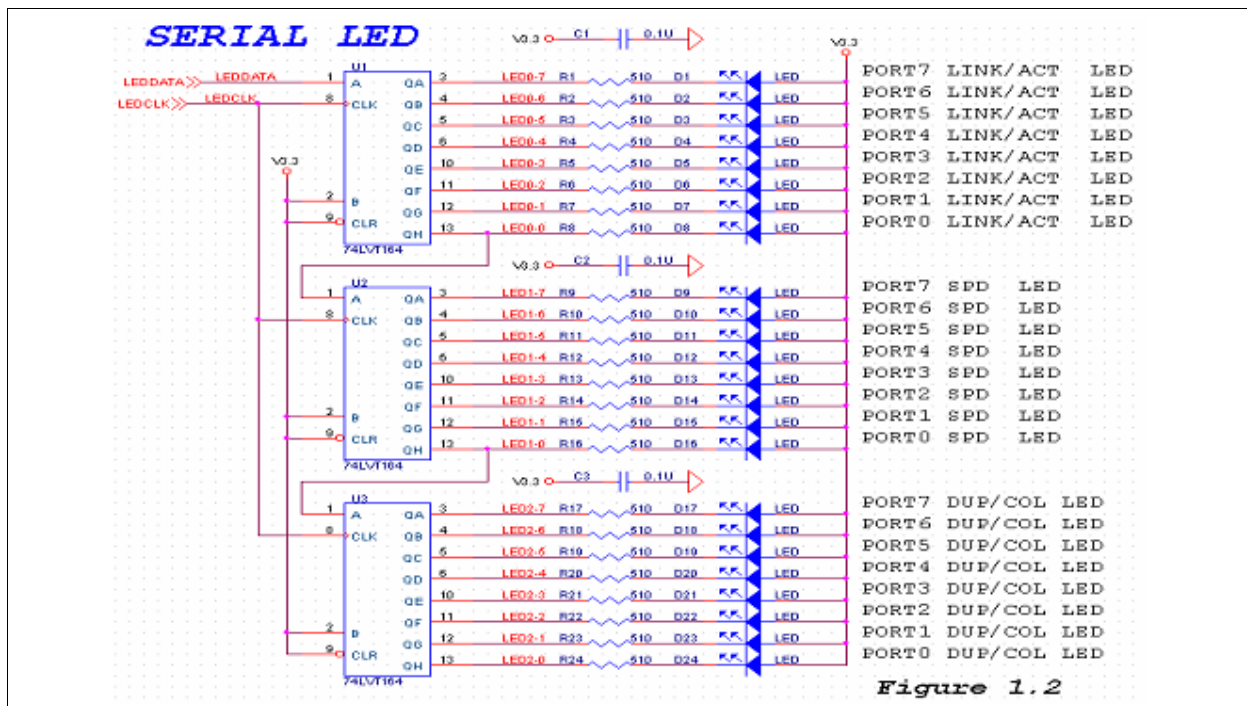 SERIAL LED
V3.3 C1 0.1U
V3.3
U1
LEDDATA LEDDATA 1 A QA 3 LED0-7 R1 510 D1 LED PORT7 LINK/ACT LED
LEDCLK LEDCLK 8 CLK QB 4 LED0-6 R2 510 D2 LED PORT6 LINK/ACT LED
QC 5 LED0-5 R3 510 D3 LED PORT5 LINK/ACT LED
QD 6 LED0-4 R4 510 D4 LED PORT4 LINK/ACT LED
V3.3 QE 10 LED0-3 R5 510 D5 LED PORT3 LINK/ACT LED
QF 11 LED0-2 R6 510 D6 LED PORT2 LINK/ACT LED
2 B QG 12 LED0-1 R7 510 D7 LED PORT1 LINK/ACT LED
9 CLR QH 13 LED0-0 R8 510 D8 LED PORT0 LINK/ACT LED
74LVT164
V3.3 C2 0.1U
U2
1 A QA 3 LED1-7 R9 510 D9 LED PORT7 SPD LED
8 CLK QB 4 LED1-6 R10 510 D10 LED PORT6 SPD LED
QC 5 LED1-5 R11 510 D11 LED PORT5 SPD LED
QD 6 LED1-4 R12 510 D12 LED PORT4 SPD LED
QE 10 LED1-3 R13 510 D13 LED PORT3 SPD LED
QF 11 LED1-2 R14 510 D14 LED PORT2 SPD LED
2 B QG 12 LED1-1 R15 510 D15 LED PORT1 SPD LED
9 CLR QH 13 LED1-0 R16 510 D16 LED PORT0 SPD LED
74LVT164
V3.3 C3 0.1U
U3
1 A QA 3 LED2-7 R17 510 D17 LED PORT7 DUP/COL LED
8 CLK QB 4 LED2-6 R18 510 D18 LED PORT6 DUP/COL LED
QC 5 LED2-5 R19 510 D19 LED PORT5 DUP/COL LED
QD 6 LED2-4 R20 510 D20 LED PORT4 DUP/COL LED
QE 10 LED2-3 R21 510 D21 LED PORT3 DUP/COL LED
QF 11 LED2-2 R22 510 D22 LED PORT2 DUP/COL LED
2 B QG 12 LED2-1 R23 510 D23 LED PORT1 DUP/COL LED
9 CLR QH 13 LED2-0 R24 510 D24 LED PORT0 DUP/COL LED
74LVT164
Figure 1.2